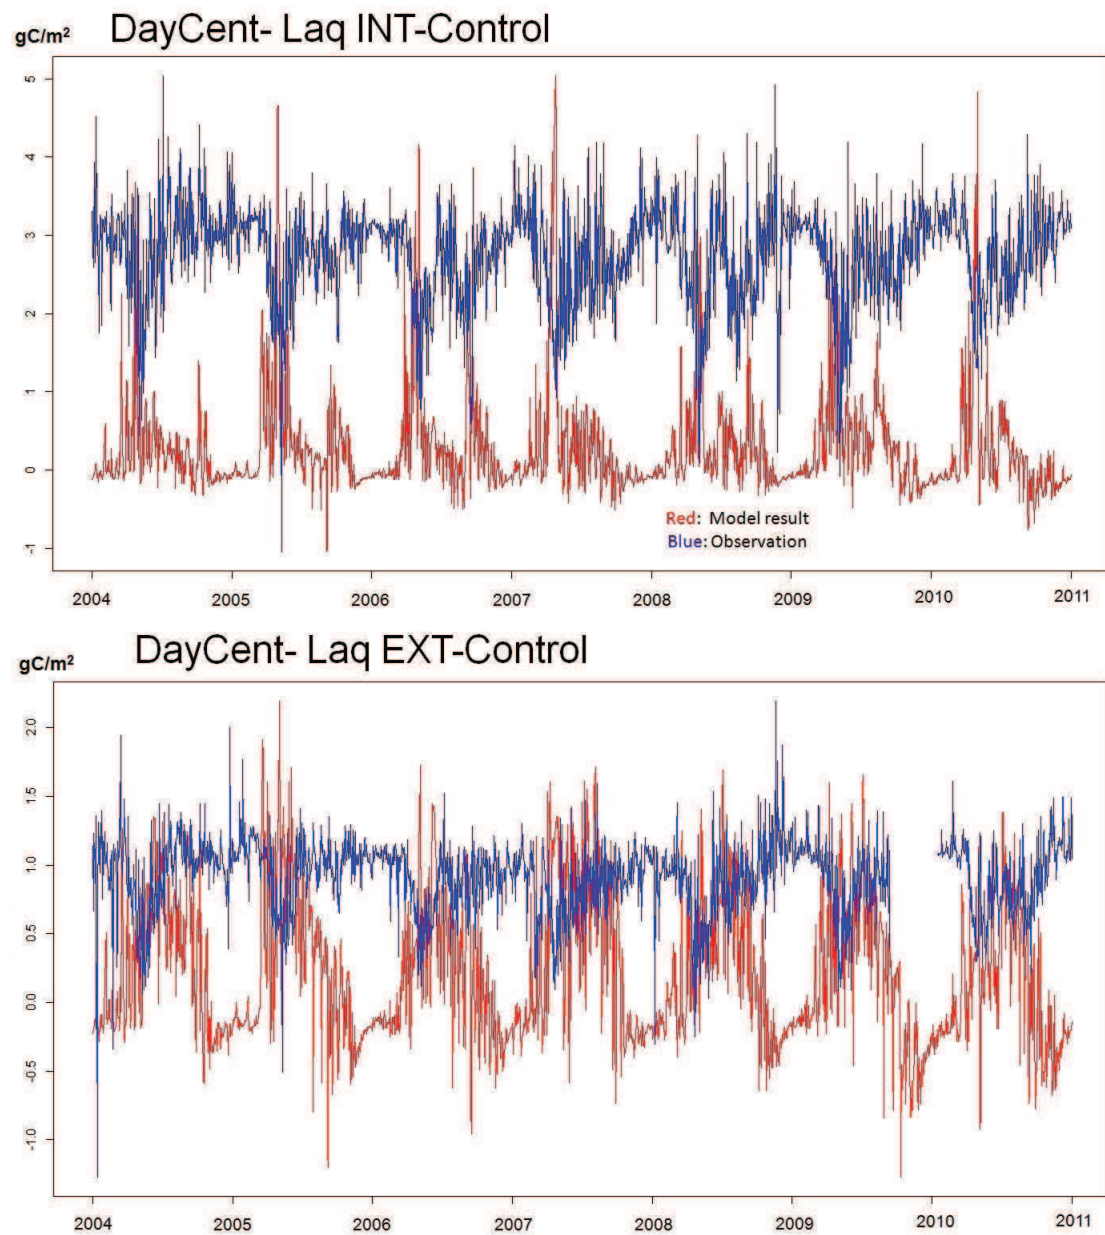 gC/m² DayCent- Laq INT-Control
5
4
3
2
1
0
-1
Red: Model result
Blue: Observation
2004 2005 2006 2007 2008 2009 2010 2011
gC/m² DayCent- Laq EXT-Control
2.0
1.5
1.0
0.5
0.0
-0.5
-1.0
2004 2005 2006 2007 2008 2009 2010 2011